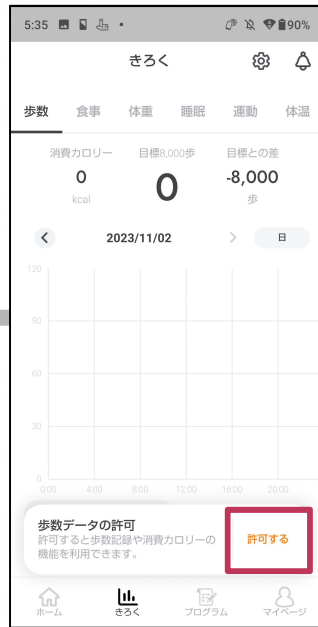 5:35
90%
きろく
歩数 食事 体重 睡眠 運動 体温
消費カロリー 目標8,000歩 目標との差
0 0 -8,000
kcal 歩
2023/11/02 日
120
90
60
30
0
0:00 4:00 8:00 12:00 16:00 20:00
歩数データの許可
許可すると歩数記録や消費カロリーの
機能を利用できます。
許可する
ホーム きろく プログラム マイページ